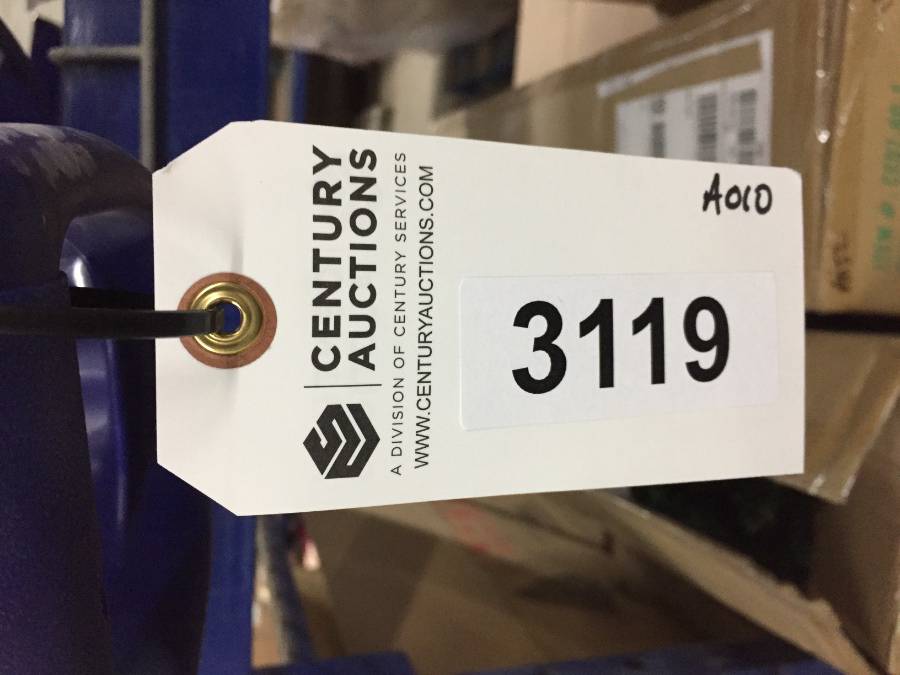 CENTURY
AUCTIONS
A DIVISION OF CENTURY SERVICES
WWW.CENTURYAUCTIONS.COM
A010
3119